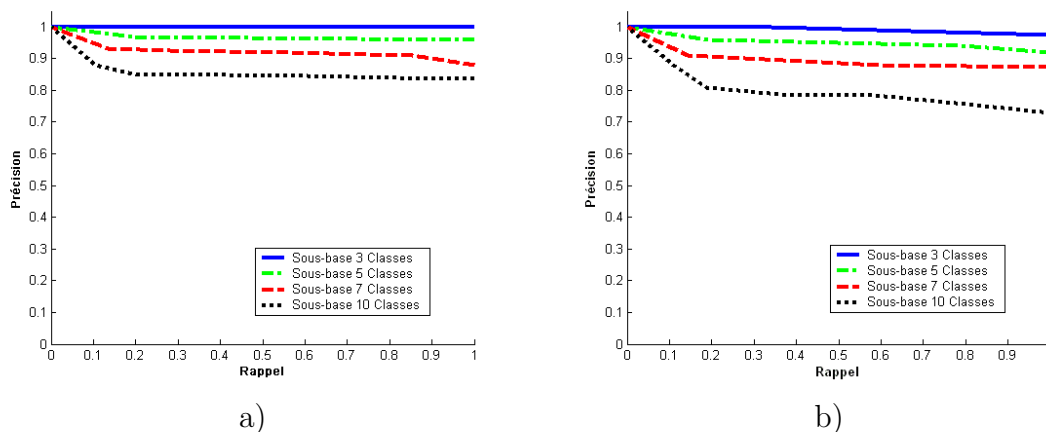 1
0.9
0.8
0.7
0.6
0.5
0.4
0.3
0.2
0.1
0
Précision
0 0.1 0.2 0.3 0.4 0.5 0.6 0.7 0.8 0.9 1
Rappel
Sous-base 3 Classes
Sous-base 5 Classes
Sous-base 7 Classes
Sous-base 10 Classes
a)
1
0.9
0.8
0.7
0.6
0.5
0.4
0.3
0.2
0.1
0
Précision
0 0.1 0.2 0.3 0.4 0.5 0.6 0.7 0.8 0.9
Rappel
Sous-base 3 Classes
Sous-base 5 Classes
Sous-base 7 Classes
Sous-base 10 Classes
b)